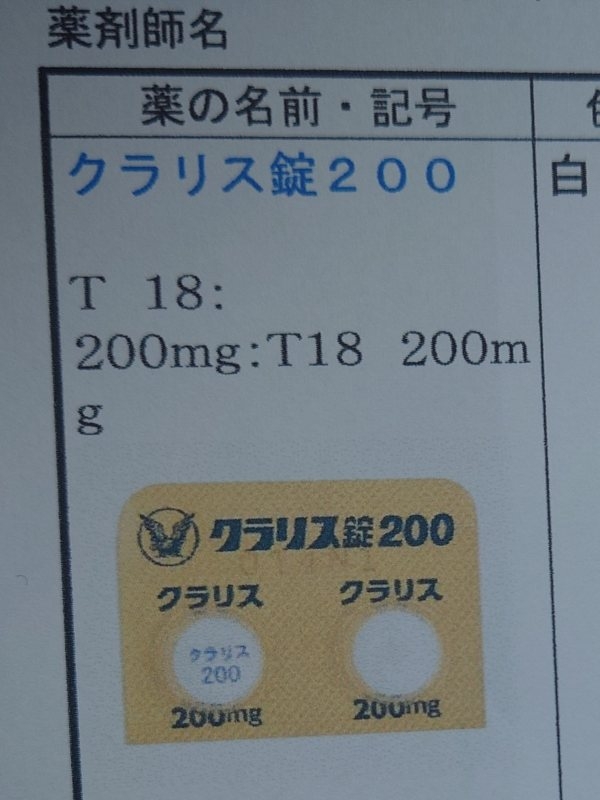 薬剤師名
薬の名前・記号
クラリス錠200 白
T 18:
200mg:T18 200m
g
クラリス錠200
クラリス クラリス
クラリス
200
200mg 200mg